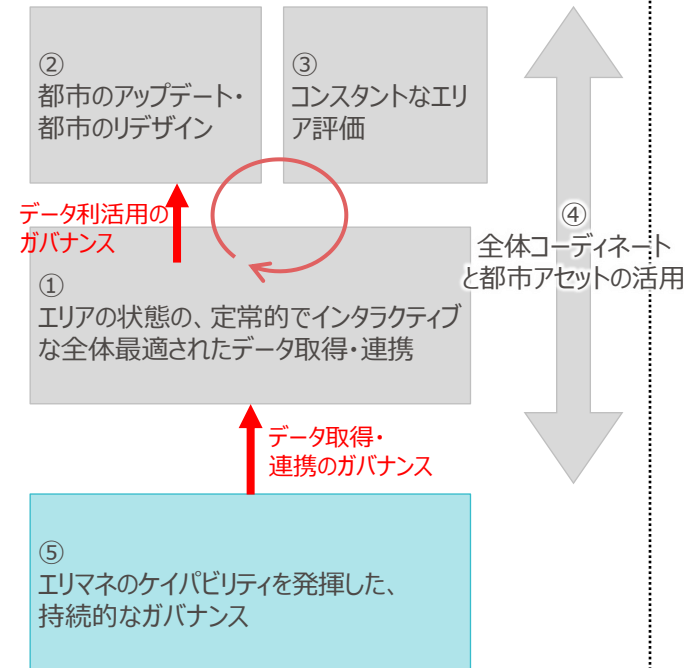 ②
都市のアップデート・
都市のリデザイン
③
コンスタントなエリ
ア評価
データ利活用の
ガバナンス
④
全体コーディネート
と都市アセットの活用
①
エリアの状態の、定常的でインタラクティブ
な全体最適されたデータ取得・連携
データ取得・
連携のガバナンス
⑤
エリマネのケイパビリティを発揮した、
持続的なガバナンス